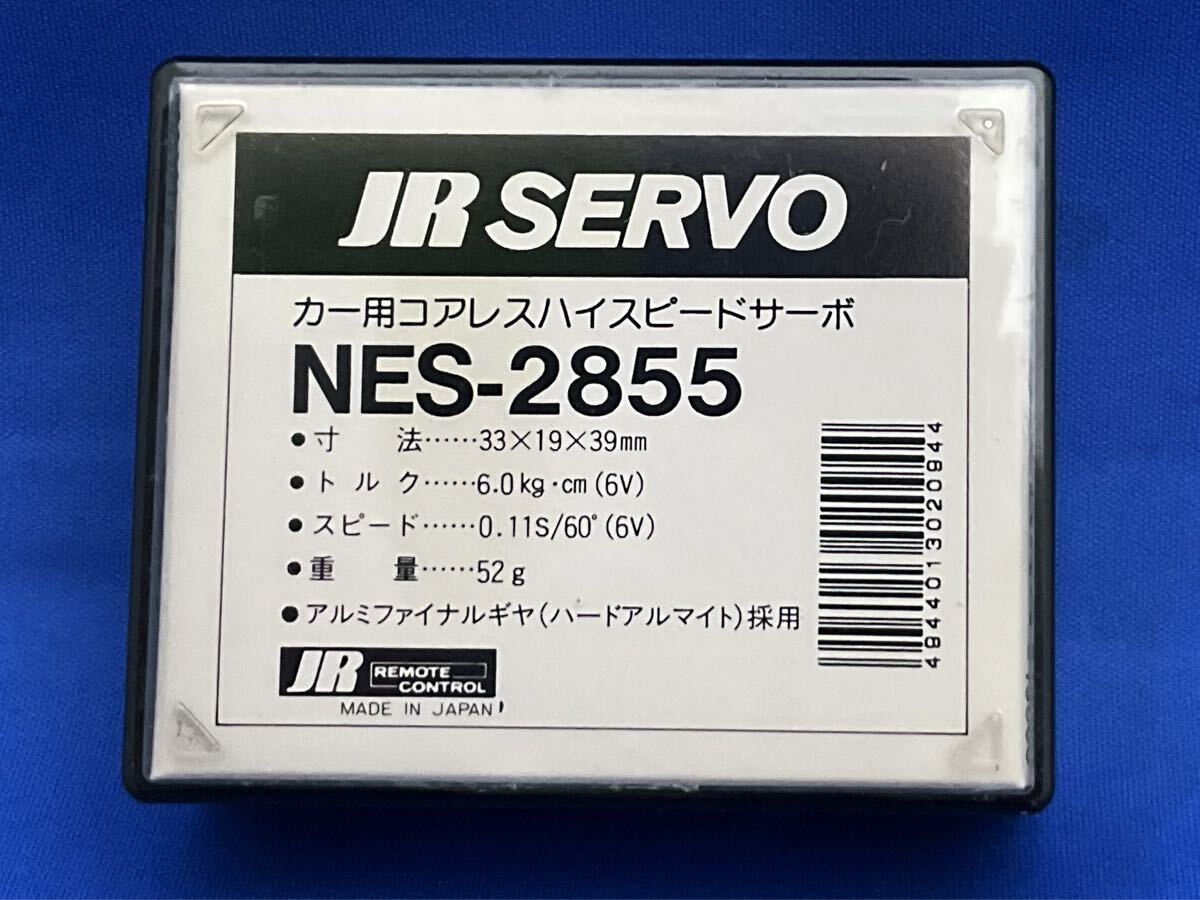 JR SERVO
カー用コアレスハイスピードサーボ
NES-2855
●寸　法……33×19×39mm
●トルク……6.0kg・cm(6V)
●スピード……0.11S/60°(6V)
●重　量……52g
●アルミファイナルギヤ(ハードアルマイト)採用
JR REMOTE CONTROL
MADE IN JAPAN
4944013020944